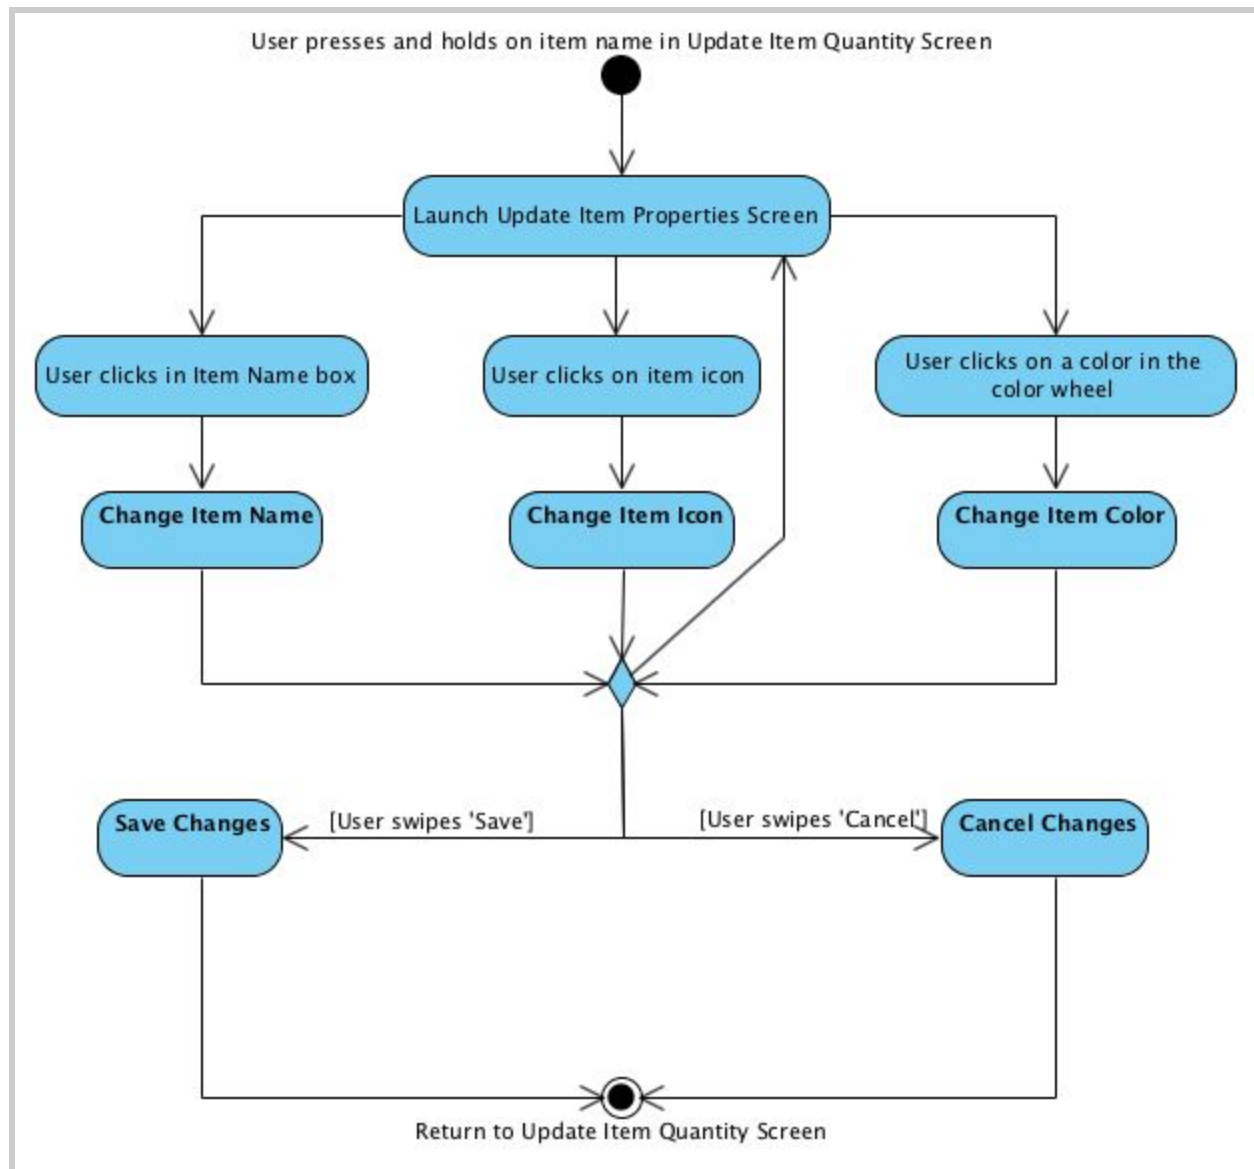 User presses and holds on item name in Update Item Quantity Screen
Launch Update Item Properties Screen
User clicks in Item Name box
User clicks on item icon
User clicks on a color in the
color wheel
Change Item Name
Change Item Icon
Change Item Color
Save Changes
[User swipes 'Save']
[User swipes 'Cancel']
Cancel Changes
Return to Update Item Quantity Screen